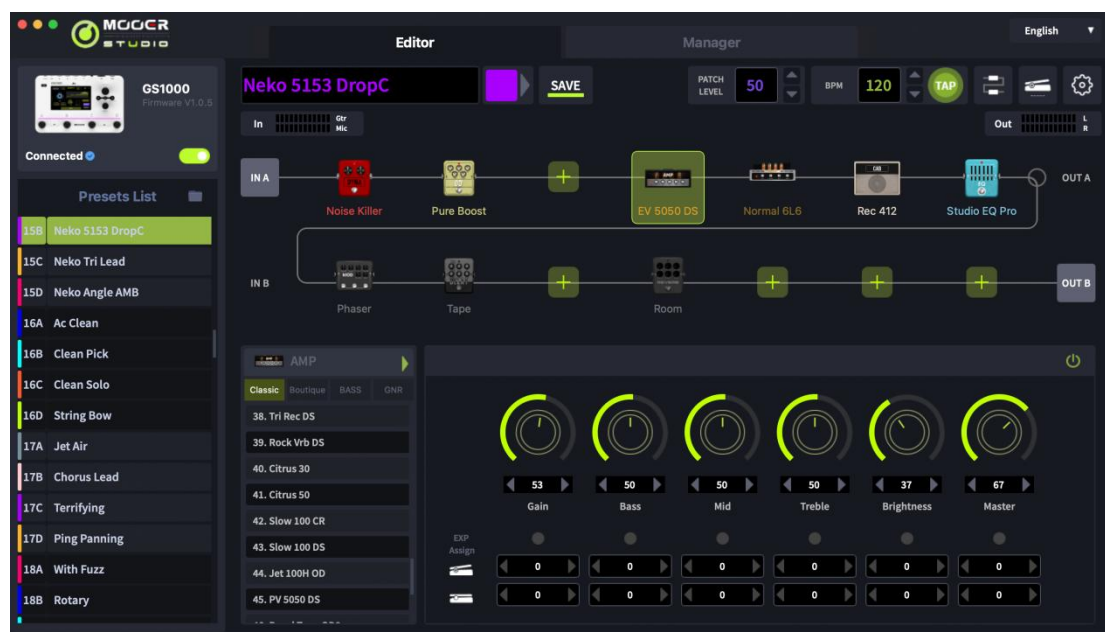 MOOER
STUDIO
Editor
Manager
English
GS1000
Firmware V1.0.5
Connected
Neko 5153 DropC
SAVE
PATCH
LEVEL
50
BPM
120
TAP
In
Gtr
Mic
Out
L
R
Presets List
15B Neko 5153 DropC
15C Neko Tri Lead
15D Neko Angle AMB
16A Ac Clean
16B Clean Pick
16C Clean Solo
16D String Bow
17A Jet Air
17B Chorus Lead
17C Terrifying
17D Ping Panning
18A With Fuzz
18B Rotary
IN A
EQ
AMP
CAB
EQ
OUT A
Noise Killer
Pure Boost
EV 5050 DS
Normal 6L6
Rec 412
Studio EQ Pro
IN B
MOD
OUT B
Phaser
Tape
Room
AMP
Classic Boutique BASS GNR
38. Tri Rec DS
39. Rock Vrb DS
40. Citrus 30
41. Citrus 50
42. Slow 100 CR
43. Slow 100 DS
44. Jet 100H OD
45. PV 5050 DS
53 50 50 50 37 67
Gain Bass Mid Treble Brightness Master
EXP
Assign
0 0 0 0 0 0
0 0 0 0 0 0